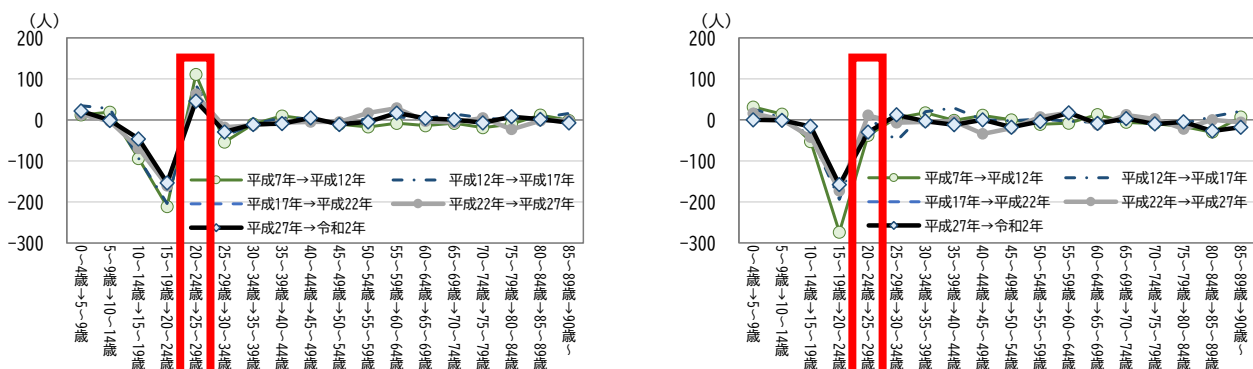 （人）
200
100
0
-100
-200
-300
平成7年→平成12年
平成12年→平成17年
平成17年→平成22年
平成22年→平成27年
平成27年→令和2年
0～4歳→5～9歳
5～9歳→10～14歳
10～14歳→15～19歳
15～19歳→20～24歳
20～24歳→25～29歳
25～29歳→30～34歳
30～34歳→35～39歳
35～39歳→40～44歳
40～44歳→45～49歳
45～49歳→50～54歳
50～54歳→55～59歳
55～59歳→60～64歳
60～64歳→65～69歳
65～69歳→70～74歳
70～74歳→75～79歳
75～79歳→80～84歳
80～84歳→85～89歳
85～89歳→90歳～
（人）
200
100
0
-100
-200
-300
平成7年→平成12年
平成12年→平成17年
平成17年→平成22年
平成22年→平成27年
平成27年→令和2年
0～4歳→5～9歳
5～9歳→10～14歳
10～14歳→15～19歳
15～19歳→20～24歳
20～24歳→25～29歳
25～29歳→30～34歳
30～34歳→35～39歳
35～39歳→40～44歳
40～44歳→45～49歳
45～49歳→50～54歳
50～54歳→55～59歳
55～59歳→60～64歳
60～64歳→65～69歳
65～69歳→70～74歳
70～74歳→75～79歳
75～79歳→80～84歳
80～84歳→85～89歳
85～89歳→90歳～